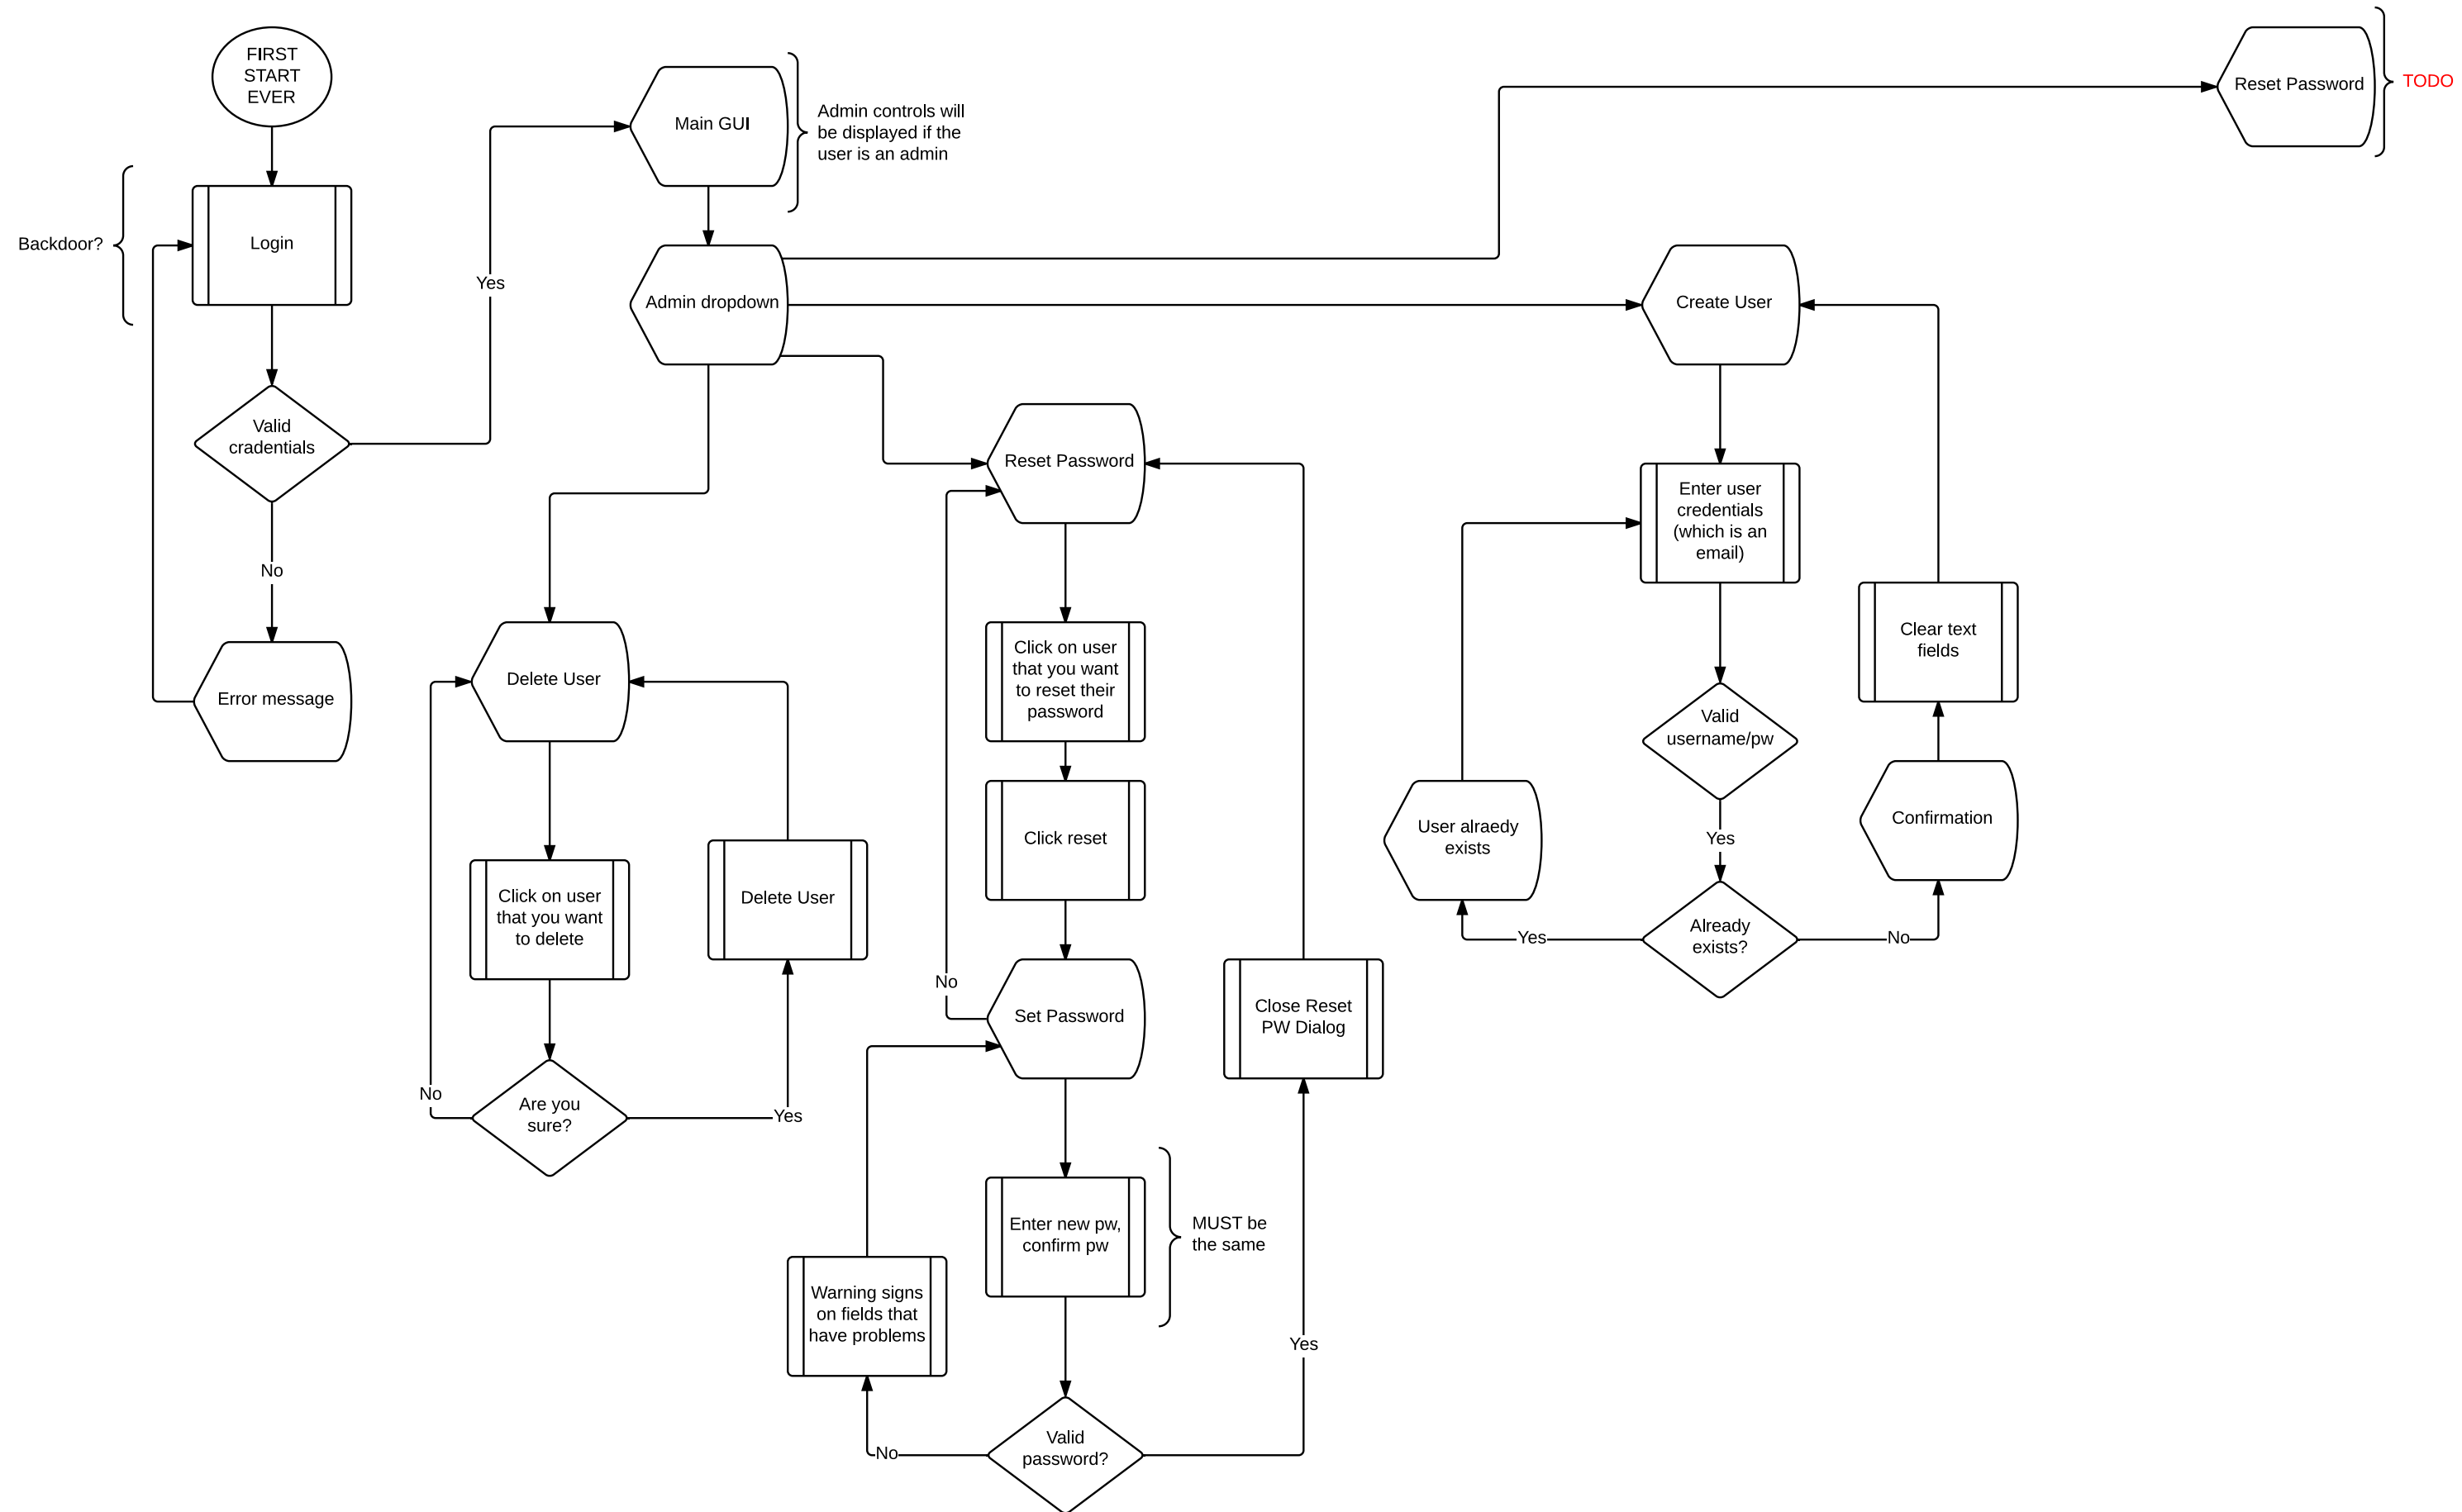 FIRST
START
EVER
Backdoor?
Login
Valid
cradentials
Yes
No
Error message
Main GUI
Admin controls will
be displayed if the
user is an admin
Admin dropdown
Delete User
Click on user
that you want
to delete
Are you
sure?
No
Yes
Delete User
Reset Password
Click on user
that you want
to reset their
password
Click reset
Set Password
No
Enter new pw,
confirm pw
MUST be
the same
Valid
password?
No
Warning signs
on fields that
have problems
Yes
Close Reset
PW Dialog
Create User
Enter user
credentials
(which is an
email)
Valid
username/pw
Yes
Already
exists?
Yes
User alraedy
exists
No
Confirmation
Clear text
fields
Reset Password
TODO